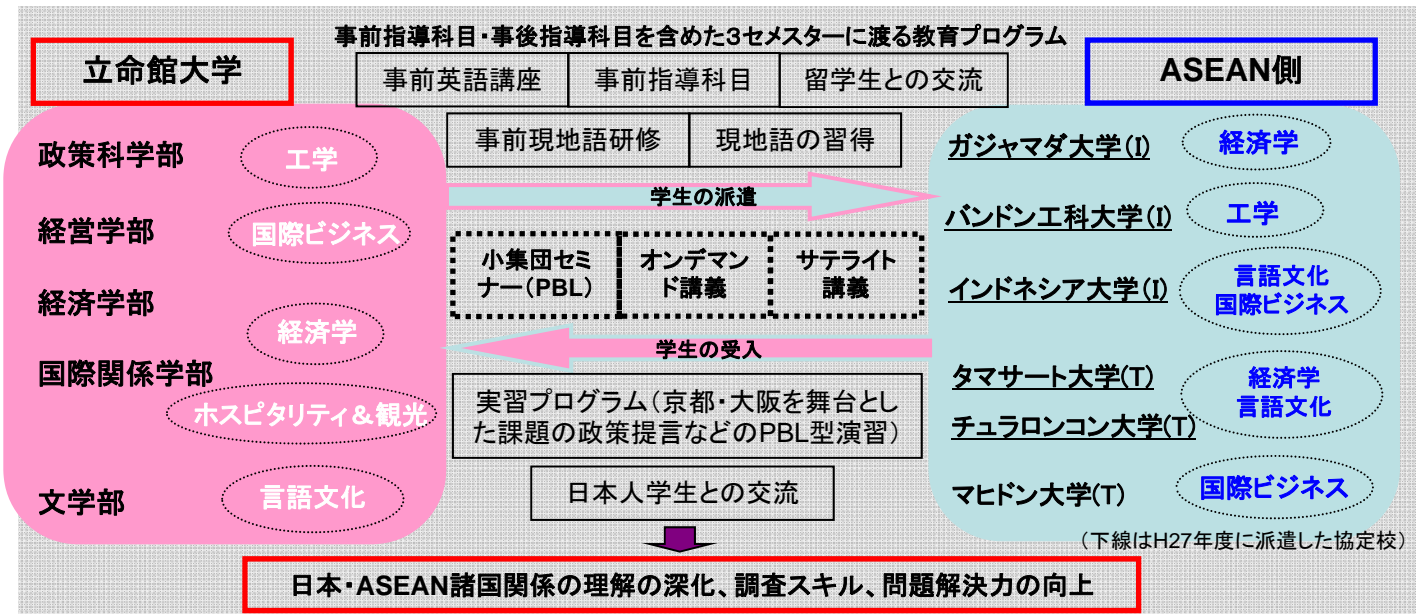 事前指導科目・事後指導科目を含めた3セメスターに渡る教育プログラム
立命館大学
事前英語講座
事前指導科目
留学生との交流
ASEAN側
事前現地語研修
現地語の習得
政策科学部
工学
経営学部
国際ビジネス
経済学部
経済学
国際関係学部
ホスピタリティ&観光
文学部
言語文化
学生の派遣
小集団セミ
ナー(PBL)
オンデマン
ド講義
サテライト
講義
学生の受入
実習プログラム(京都・大阪を舞台とし
た課題の政策提言などのPBL型演習)
日本人学生との交流
ガジャマダ大学(I)
経済学
バンドン工科大学(I)
工学
インドネシア大学(I)
言語文化
国際ビジネス
タマサート大学(T)
経済学
言語文化
チュラロンコン大学(T)
マヒドン大学(T)
国際ビジネス
(下線はH27年度に派遣した協定校)
日本・ASEAN諸国関係の理解の深化、調査スキル、問題解決力の向上